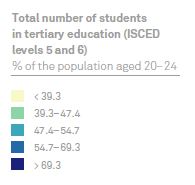 Total number of students
in tertiary education (ISCED
levels 5 and 6)
% of the population aged 20–24
< 39.3
39.3–47.4
47.4–54.7
54.7–69.3
> 69.3